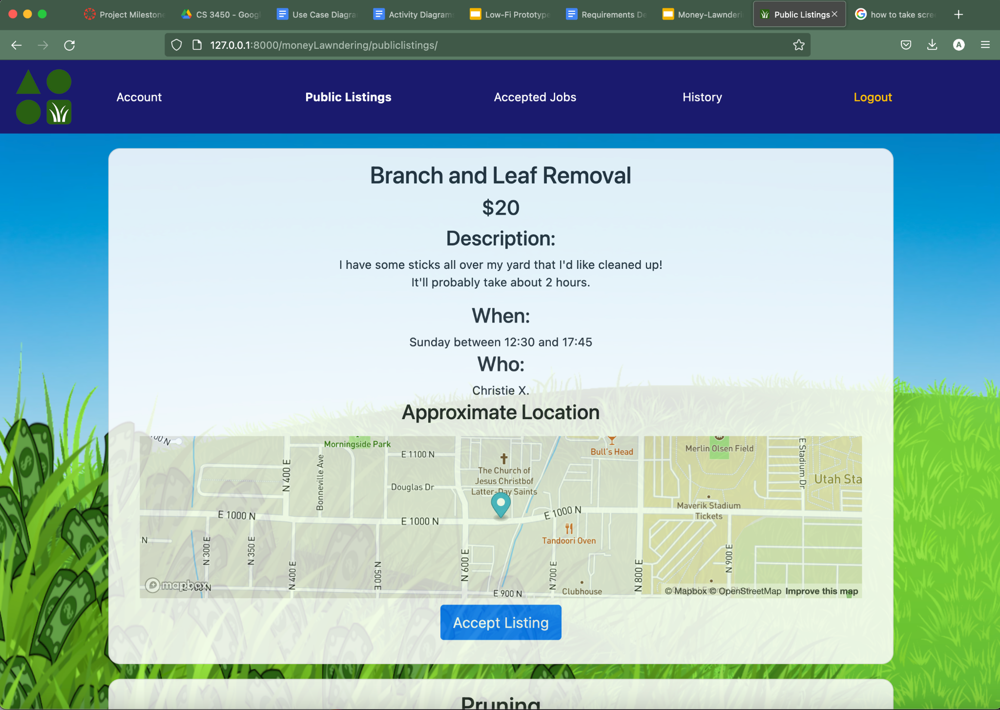 Project Milestone
CS 3450 - Googl
Use Case Diagra
Activity Diagram
Low-Fi Prototype
Requirements De
Money-Lawnderi
Public Listings
how to take scre
127.0.0.1:8000/moneyLawndering/publiclistings/
A
Account
Public Listings
Accepted Jobs
History
Logout
Branch and Leaf Removal
$20
Description:
I have some sticks all over my yard that I'd like cleaned up!
It'll probably take about 2 hours.
When:
Sunday between 12:30 and 17:45
Who:
Christie X.
Approximate Location
Morningside Park
E 1100 N
Bull's Head
Merlin Olsen Field
E Stadium Dr
N 400 E
Bonneville Ave
The Church of
Jesus Christbof
Latter-Day Saints
Douglas Dr
Utah Sta
Maverik Stadium
Tickets
E 1000 N
E 1000 N
E 1000 N
Tandoori Oven
N
N 300 E
N 350 E
N 400 E
N 500 E
N 600 E
N 700 E
N 800 E
N 900 E
mapbox
E 900 N
E 900 N
Clubhouse
© Mapbox © OpenStreetMap Improve this map
Accept Listing
Pruning